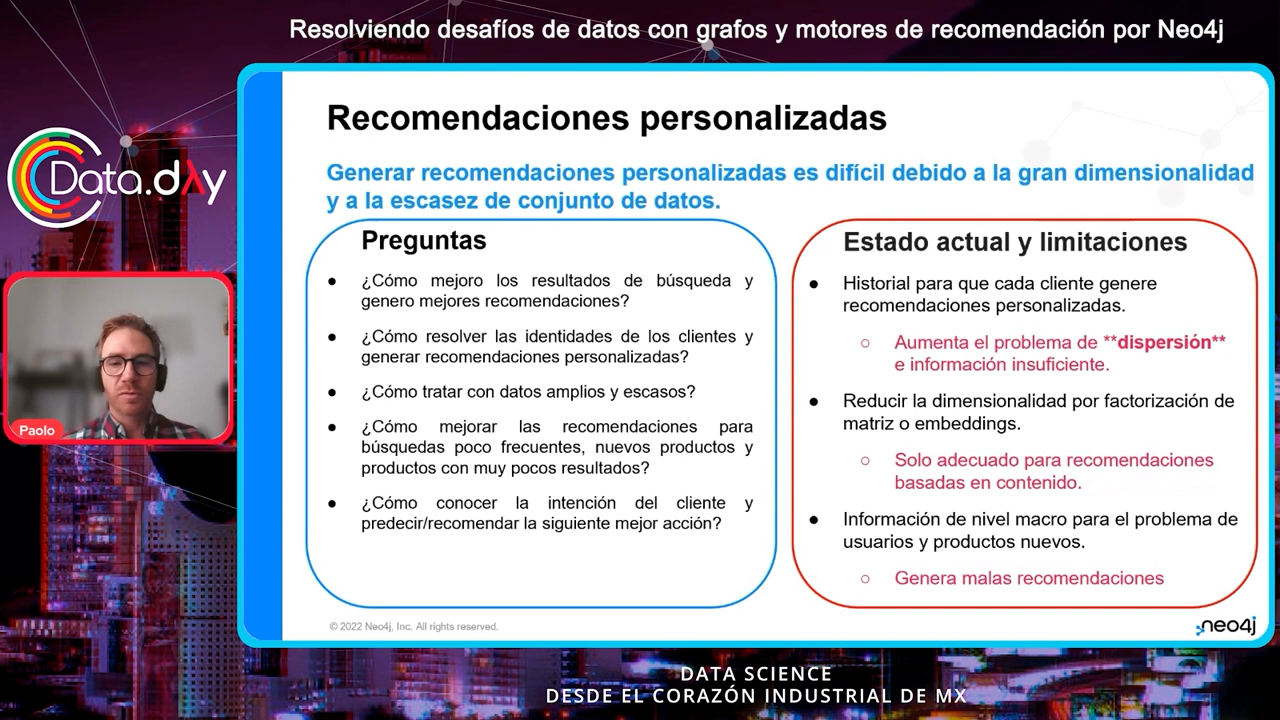 Resolviendo desafíos de datos con grafos y motores de recomendación por Neo4j
Data.dAy
Paolo
Recomendaciones personalizadas
Generar recomendaciones personalizadas es difícil debido a la gran dimensionalidad
y a la escasez de conjunto de datos.
Preguntas
● ¿Cómo mejoro los resultados de búsqueda y
genero mejores recomendaciones?
● ¿Cómo resolver las identidades de los clientes y
generar recomendaciones personalizadas?
● ¿Cómo tratar con datos amplios y escasos?
● ¿Cómo mejorar las recomendaciones para
búsquedas poco frecuentes, nuevos productos y
productos con muy pocos resultados?
● ¿Cómo conocer la intención del cliente y
predecir/recomendar la siguiente mejor acción?
Estado actual y limitaciones
● Historial para que cada cliente genere
recomendaciones personalizadas.
○ Aumenta el problema de **dispersión**
e información insuficiente.
● Reducir la dimensionalidad por factorización de
matriz o embeddings.
○ Solo adecuado para recomendaciones
basadas en contenido.
● Información de nivel macro para el problema de
usuarios y productos nuevos.
○ Genera malas recomendaciones
© 2022 Neo4j, Inc. All rights reserved.
neo4j
DATA SCIENCE
DESDE EL CORAZÓN INDUSTRIAL DE MX